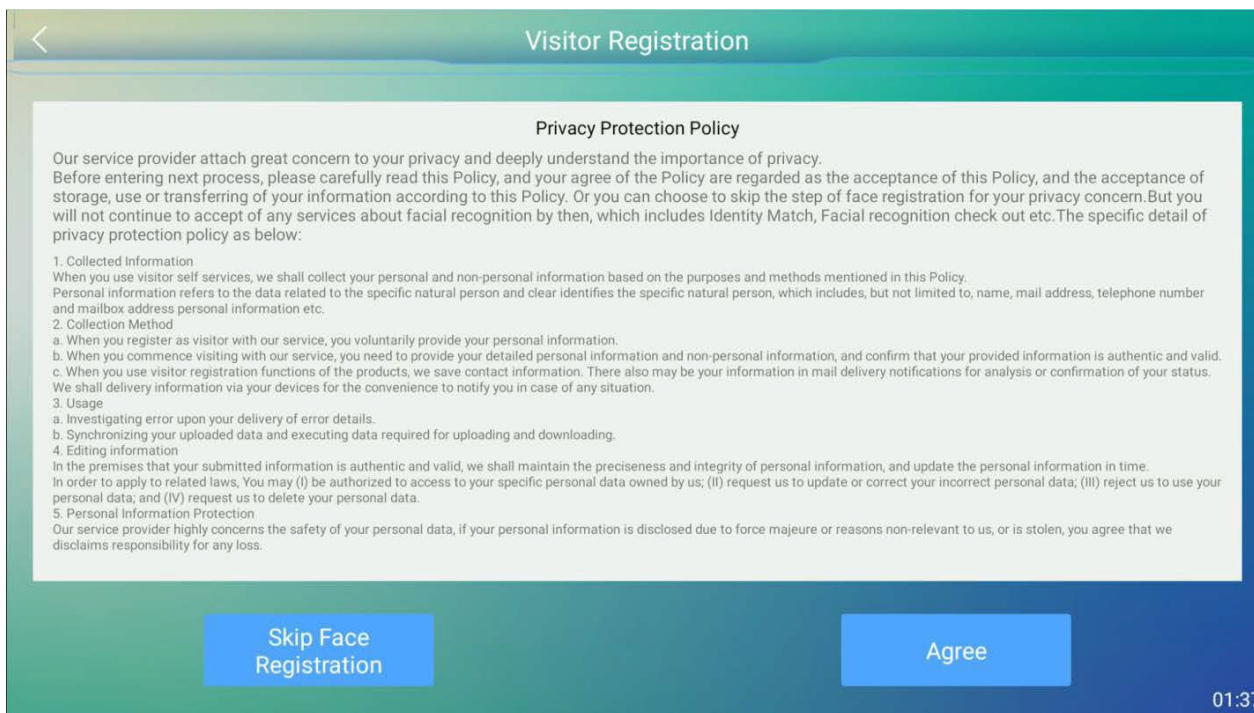 Visitor Registration
Privacy Protection Policy
Our service provider attach great concern to your privacy and deeply understand the importance of privacy.
Before entering next process, please carefully read this Policy, and your agree of the Policy are regarded as the acceptance of this Policy, and the acceptance of
storage, use or transferring of your information according to this Policy. Or you can choose to skip the step of face registration for your privacy concern.But you
will not continue to accept of any services about facial recognition by then, which includes Identity Match, Facial recognition check out etc.The specific detail of
privacy protection policy as below:
1. Collected Information
When you use visitor self services, we shall collect your personal and non-personal information based on the purposes and methods mentioned in this Policy.
Personal information refers to the data related to the specific natural person and clear identifies the specific natural person, which includes, but not limited to, name, mail address, telephone number
and mailbox address personal information etc.
2. Collection Method
a. When you register as visitor with our service, you voluntarily provide your personal information.
b. When you commence visiting with our service, you need to provide your detailed personal information and non-personal information, and confirm that your provided information is authentic and valid.
c. When you use visitor registration functions of the products, we save contact information. There also may be your information in mail delivery notifications for analysis or confirmation of your status.
We shall delivery information via your devices for the convenience to notify you in case of any situation.
3. Usage
a. Investigating error upon your delivery of error details.
b. Synchronizing your uploaded data and executing data required for uploading and downloading.
4. Editing information
In the premises that your submitted information is authentic and valid, we shall maintain the preciseness and integrity of personal information, and update the personal information in time.
In order to apply to related laws, You may (I) be authorized to access to your specific personal data owned by us; (II) request us to update or correct your incorrect personal data; (III) reject us to use your
personal data; and (IV) request us to delete your personal data.
5. Personal Information Protection
Our service provider highly concerns the safety of your personal data, if your personal information is disclosed due to force majeure or reasons non-relevant to us, or is stolen, you agree that we
disclaims responsibility for any loss.
Skip Face
Registration
Agree
01:37